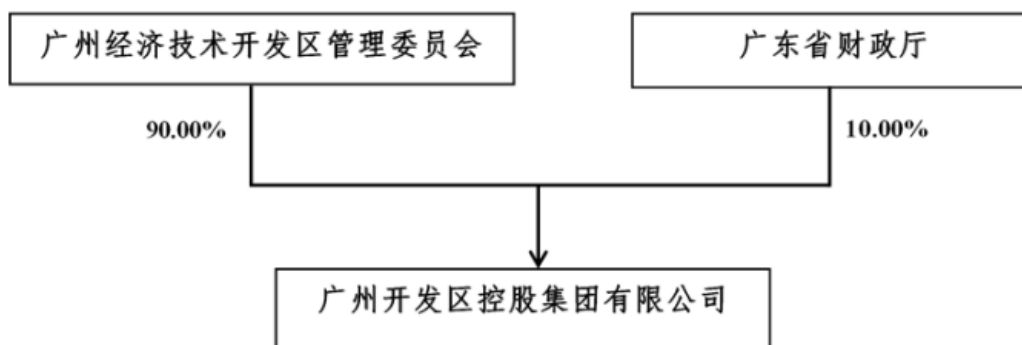 广州经济技术开发区管理委员会
广东省财政厅
90.00%
10.00%
广州开发区控股集团有限公司